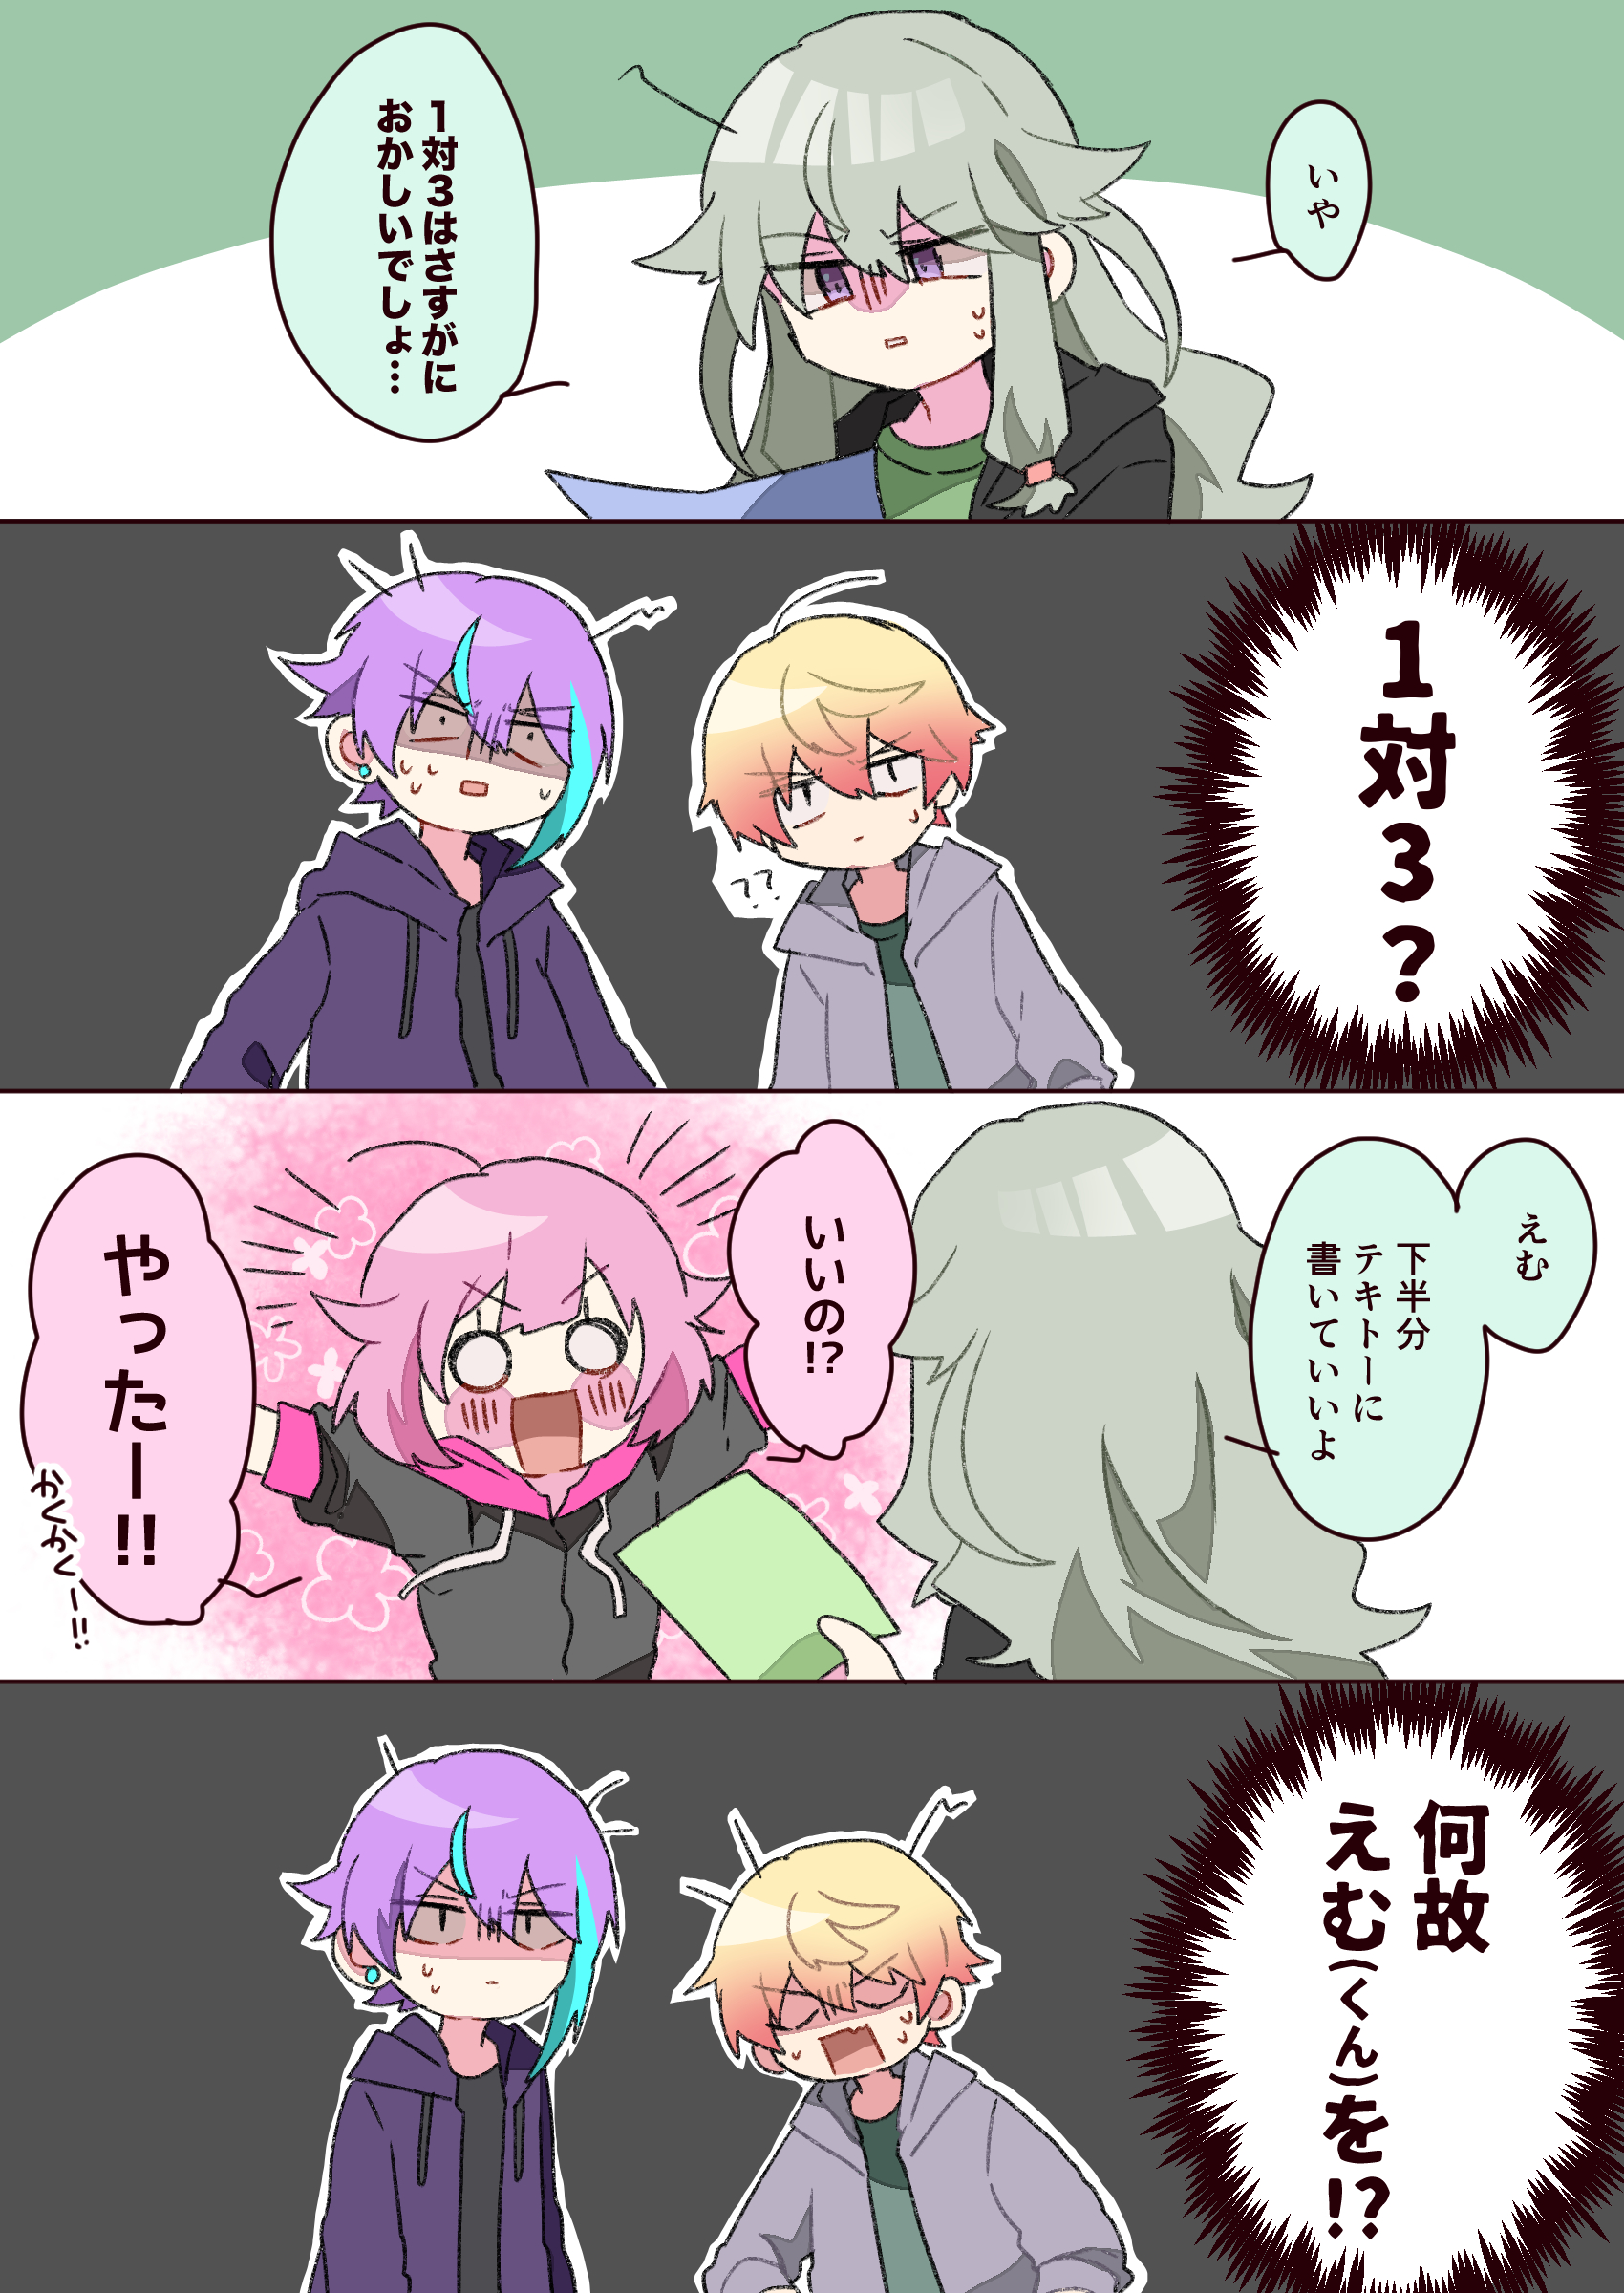 いや
1対3はさすがに
おかしいでしょ…
1対3?
??
えむ
下半分
テキトーに
書いていいよ
いいの!?
やったー!!
かくかくー!!
何故
えむ(くん)を!?